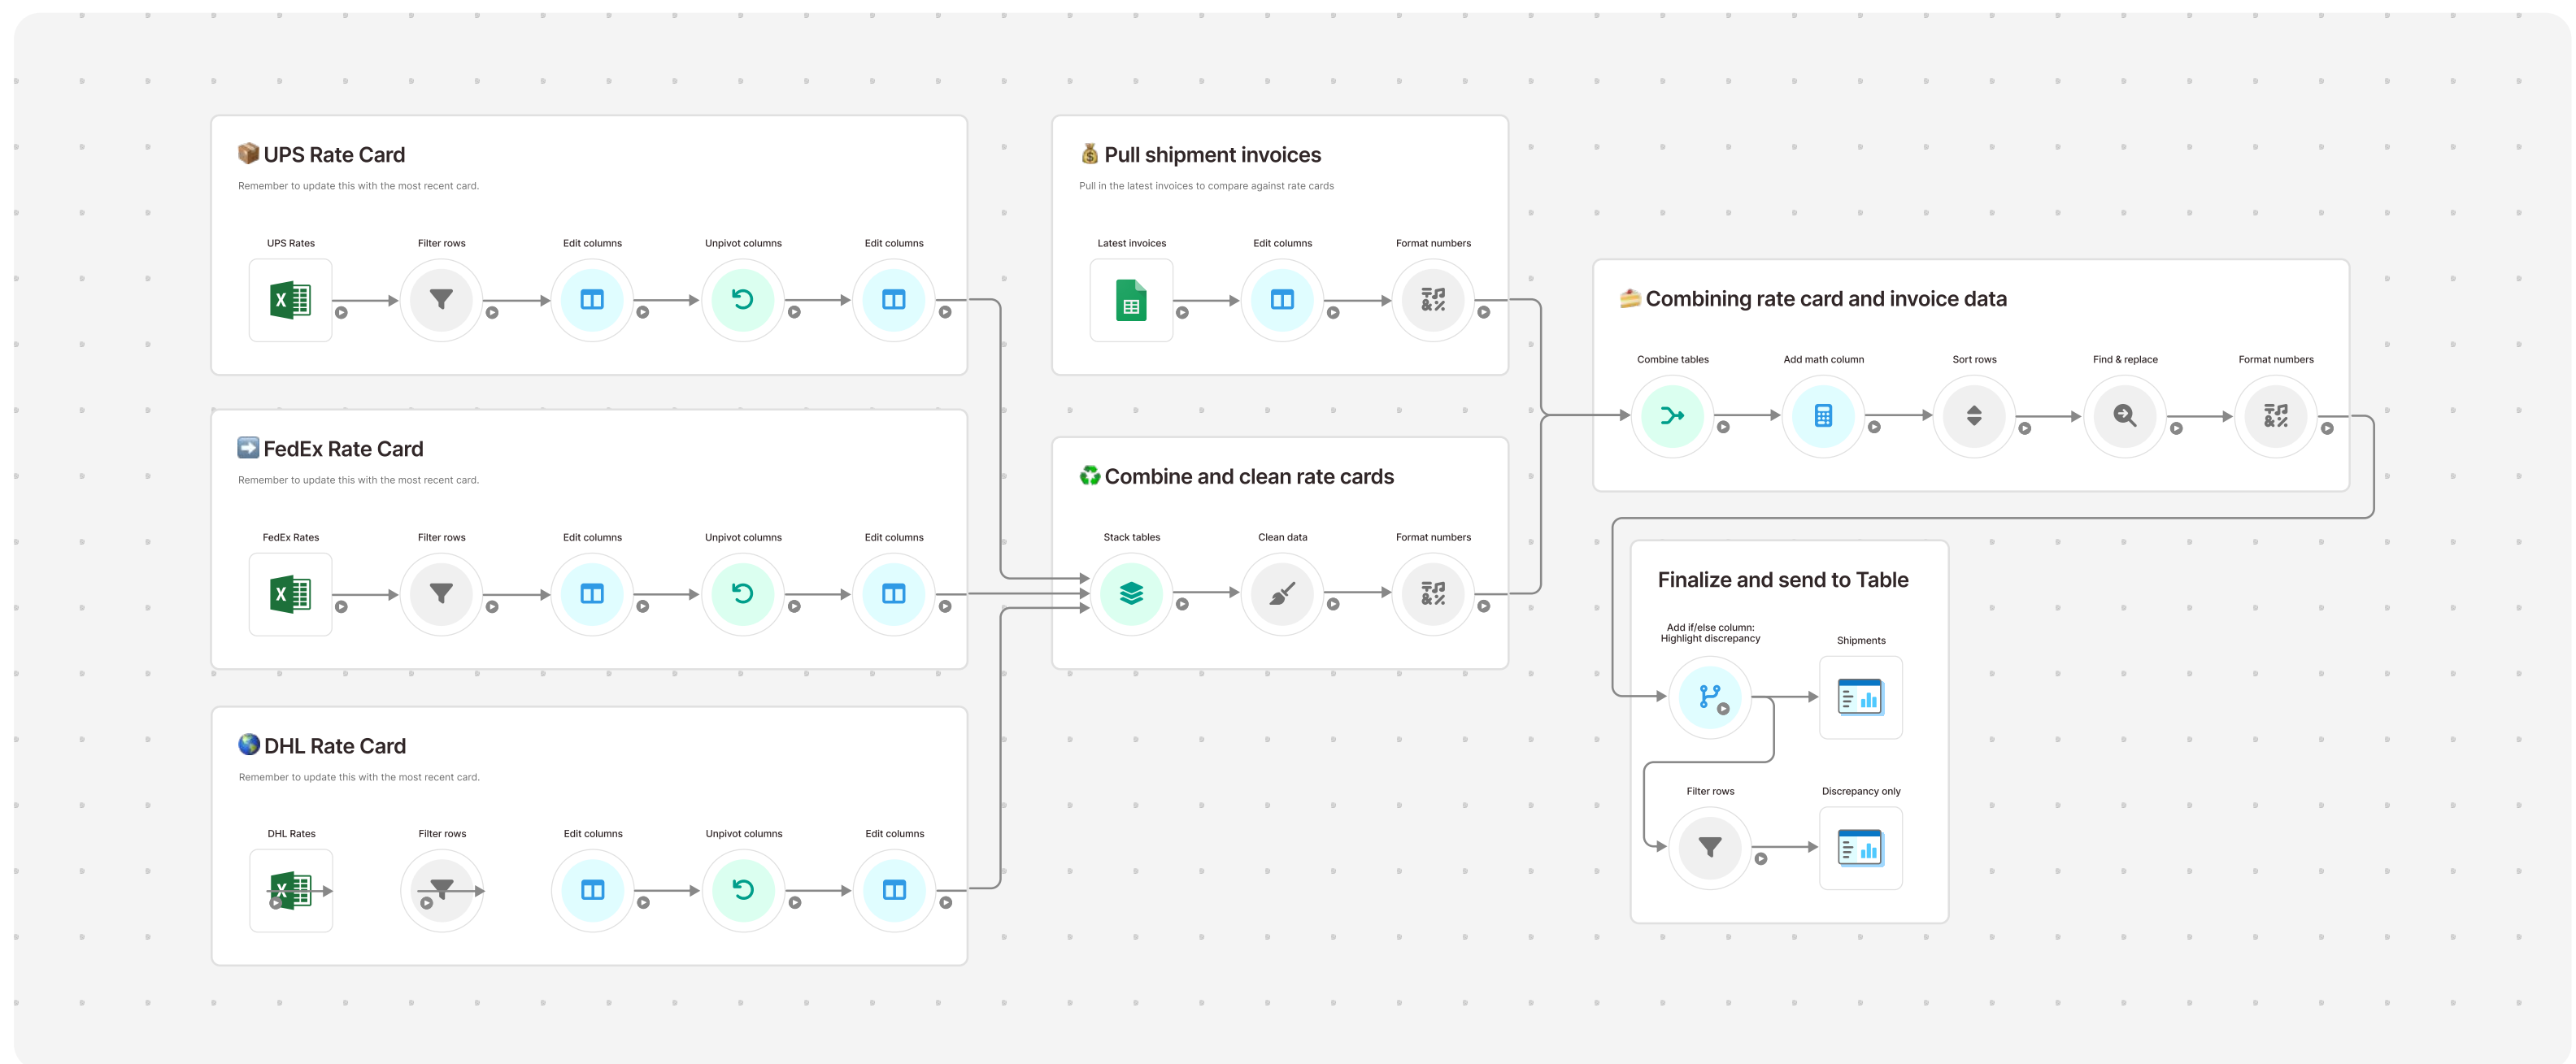 UPS Rate Card
Remember to update this with the most recent card.
UPS Rates
Filter rows
Edit columns
Unpivot columns
Edit columns
FedEx Rate Card
Remember to update this with the most recent card.
FedEx Rates
Filter rows
Edit columns
Unpivot columns
Edit columns
DHL Rate Card
Remember to update this with the most recent card.
DHL Rates
Filter rows
Edit columns
Unpivot columns
Edit columns
Pull shipment invoices
Pull in the latest invoices to compare against rate cards
Latest invoices
Edit columns
Format numbers
Combine and clean rate cards
Stack tables
Clean data
Format numbers
Combining rate card and invoice data
Combine tables
Add math column
Sort rows
Find & replace
Format numbers
Finalize and send to Table
Add if/else column:
Highlight discrepancy
Shipments
Filter rows
Discrepancy only